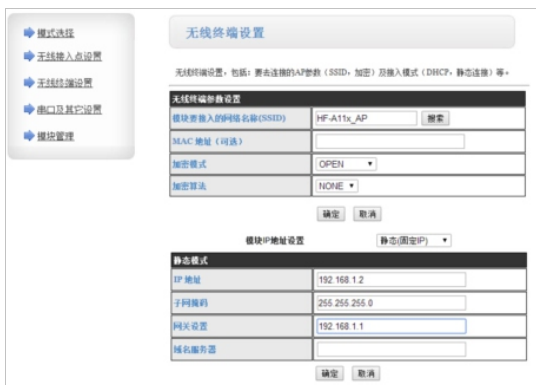 模式选择
无线接入点设置
无线终端设置
串口及其它设置
模块管理
无线终端设置
无线终端设置，包括：要去连接的AP参数（SSID，加密）及接入模式（DHCP，静态连接）等。
无线终端参数设置
模块要接入的网络名称(SSID) HF-A11x_AP 搜索
MAC 地址（可选）
加密模式 OPEN
加密算法 NONE
确定 取消
模块IP地址设置 静态(固定IP)
静态模式
IP 地址 192.168.1.2
子网掩码 255.255.255.0
网关设置 192.168.1.1
域名服务器
确定 取消